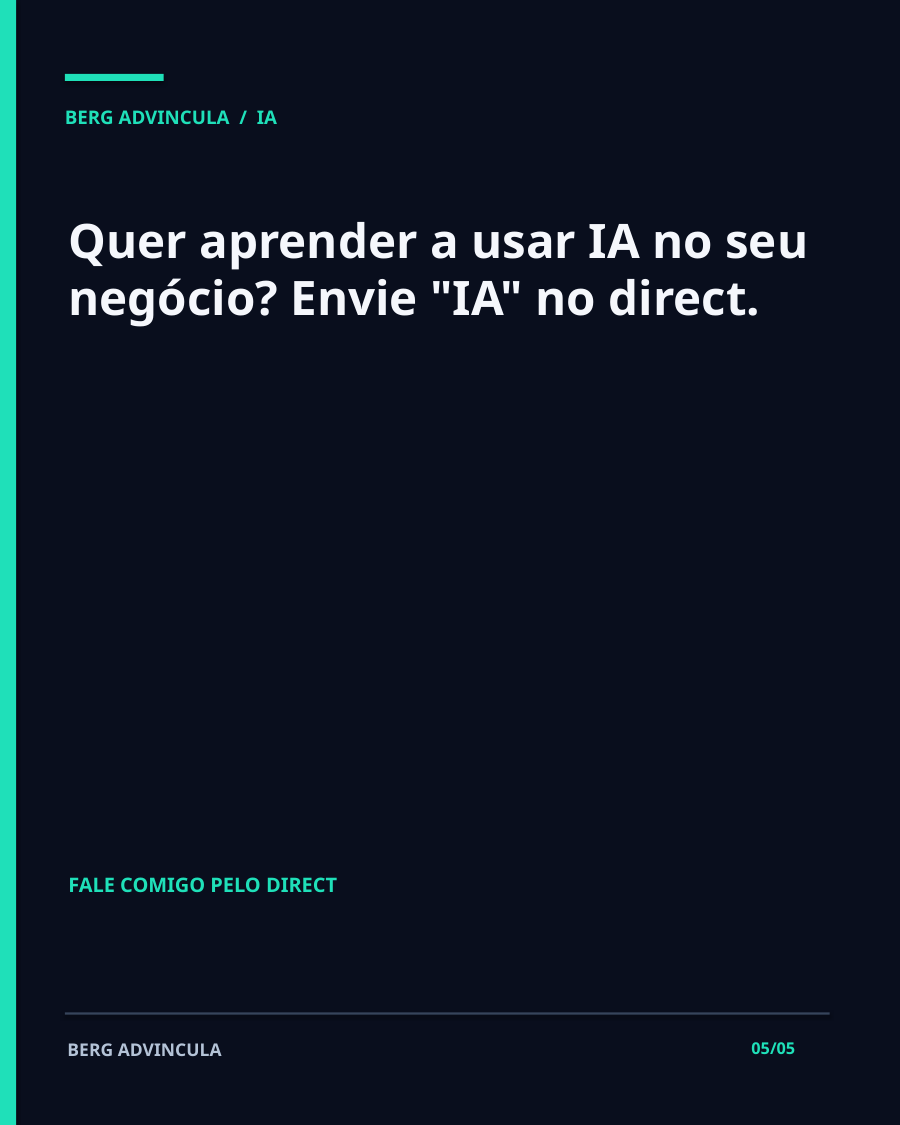 BERG ADVINCULA / IA
Quer aprender a usar IA no seu
negócio? Envie "IA" no direct.
FALE COMIGO PELO DIRECT
BERG ADVINCULA
05/05